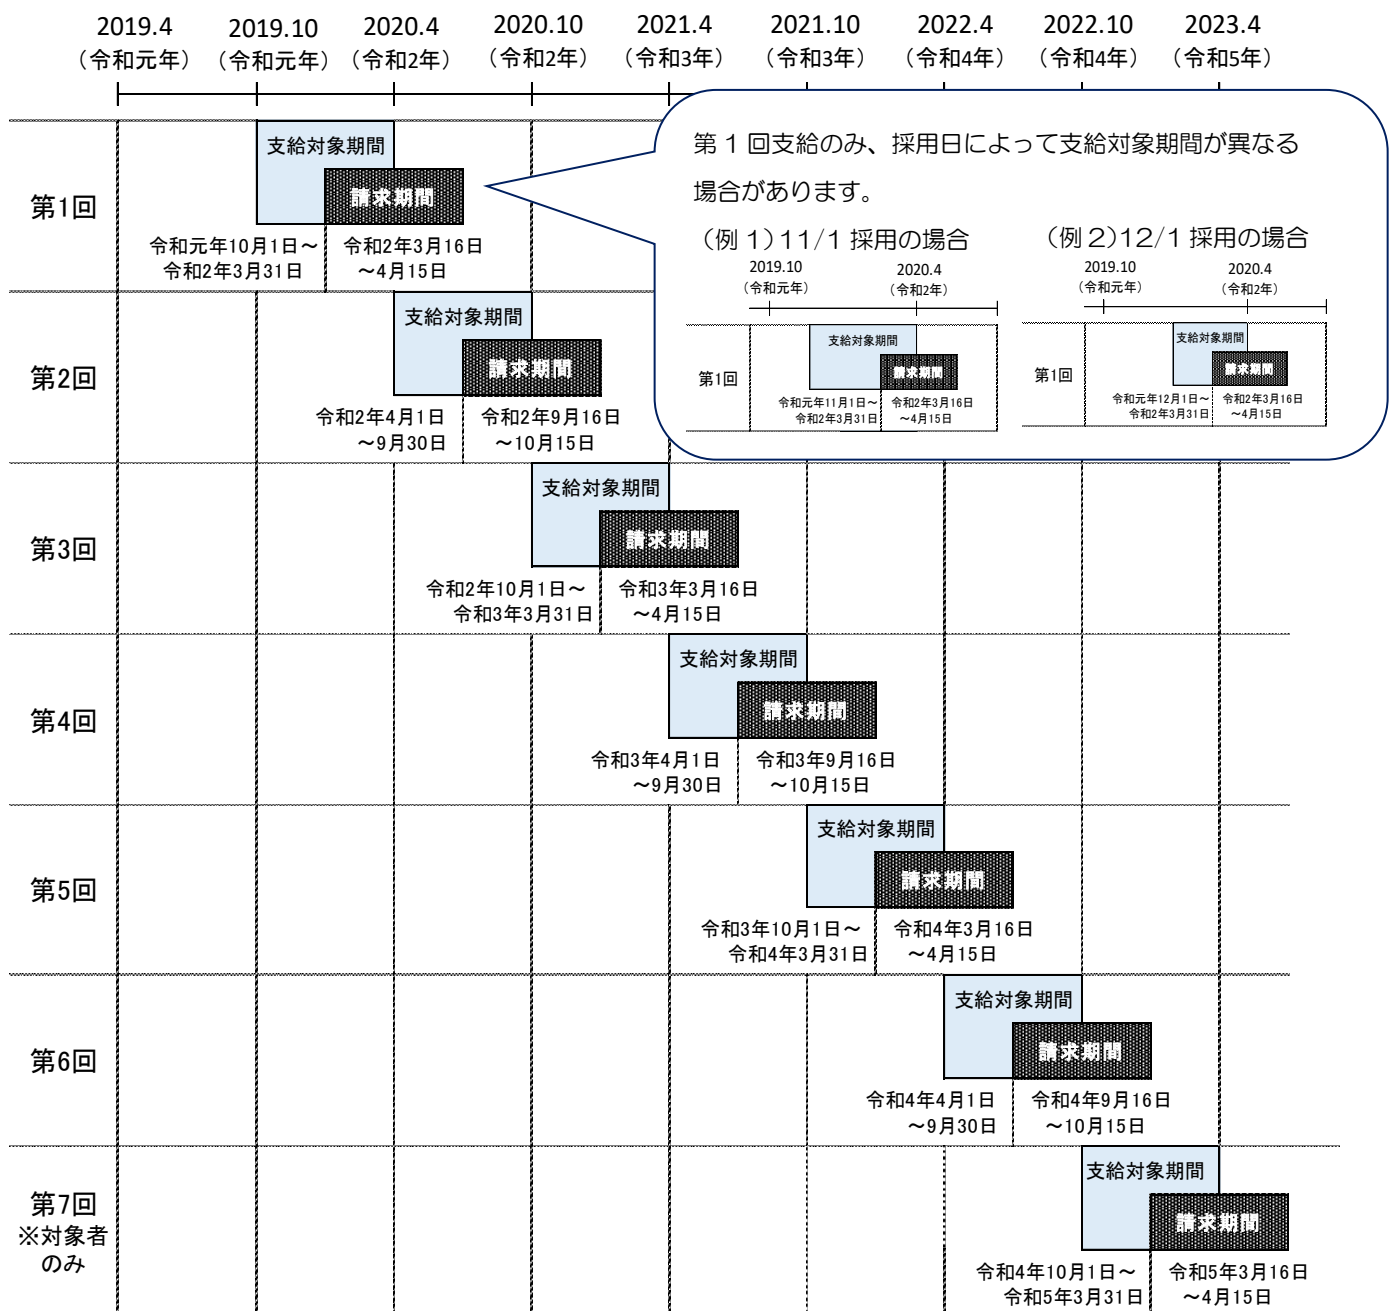 2019.4 2019.10 2020.4 2020.10 2021.4 2021.10 2022.4 2022.10 2023.4
（令和元年） （令和元年） （令和2年） （令和2年） （令和3年） （令和3年） （令和4年） （令和4年） （令和5年）
第1回
支給対象期間
請求期間
令和元年10月1日～
令和2年3月31日
令和2年3月16日
～4月15日
第１回支給のみ、採用日によって支給対象期間が異なる
場合があります。
（例１）11/1 採用の場合
2019.10 2020.4
（令和元年） （令和2年）
第1回
支給対象期間
請求期間
令和元年11月1日～
令和2年3月31日
令和2年3月16日
～4月15日
（例２）12/1 採用の場合
2019.10 2020.4
（令和元年） （令和2年）
第1回
支給対象期間
請求期間
令和元年12月1日～
令和2年3月31日
令和2年3月16日
～4月15日
第2回
支給対象期間
請求期間
令和2年4月1日
～9月30日
令和2年9月16日
～10月15日
第3回
支給対象期間
請求期間
令和2年10月1日～
令和3年3月31日
令和3年3月16日
～4月15日
第4回
支給対象期間
請求期間
令和3年4月1日
～9月30日
令和3年9月16日
～10月15日
第5回
支給対象期間
請求期間
令和3年10月1日～
令和4年3月31日
令和4年3月16日
～4月15日
第6回
支給対象期間
請求期間
令和4年4月1日
～9月30日
令和4年9月16日
～10月15日
第7回
※対象者
のみ
支給対象期間
請求期間
令和4年10月1日～
令和5年3月31日
令和5年3月16日
～4月15日